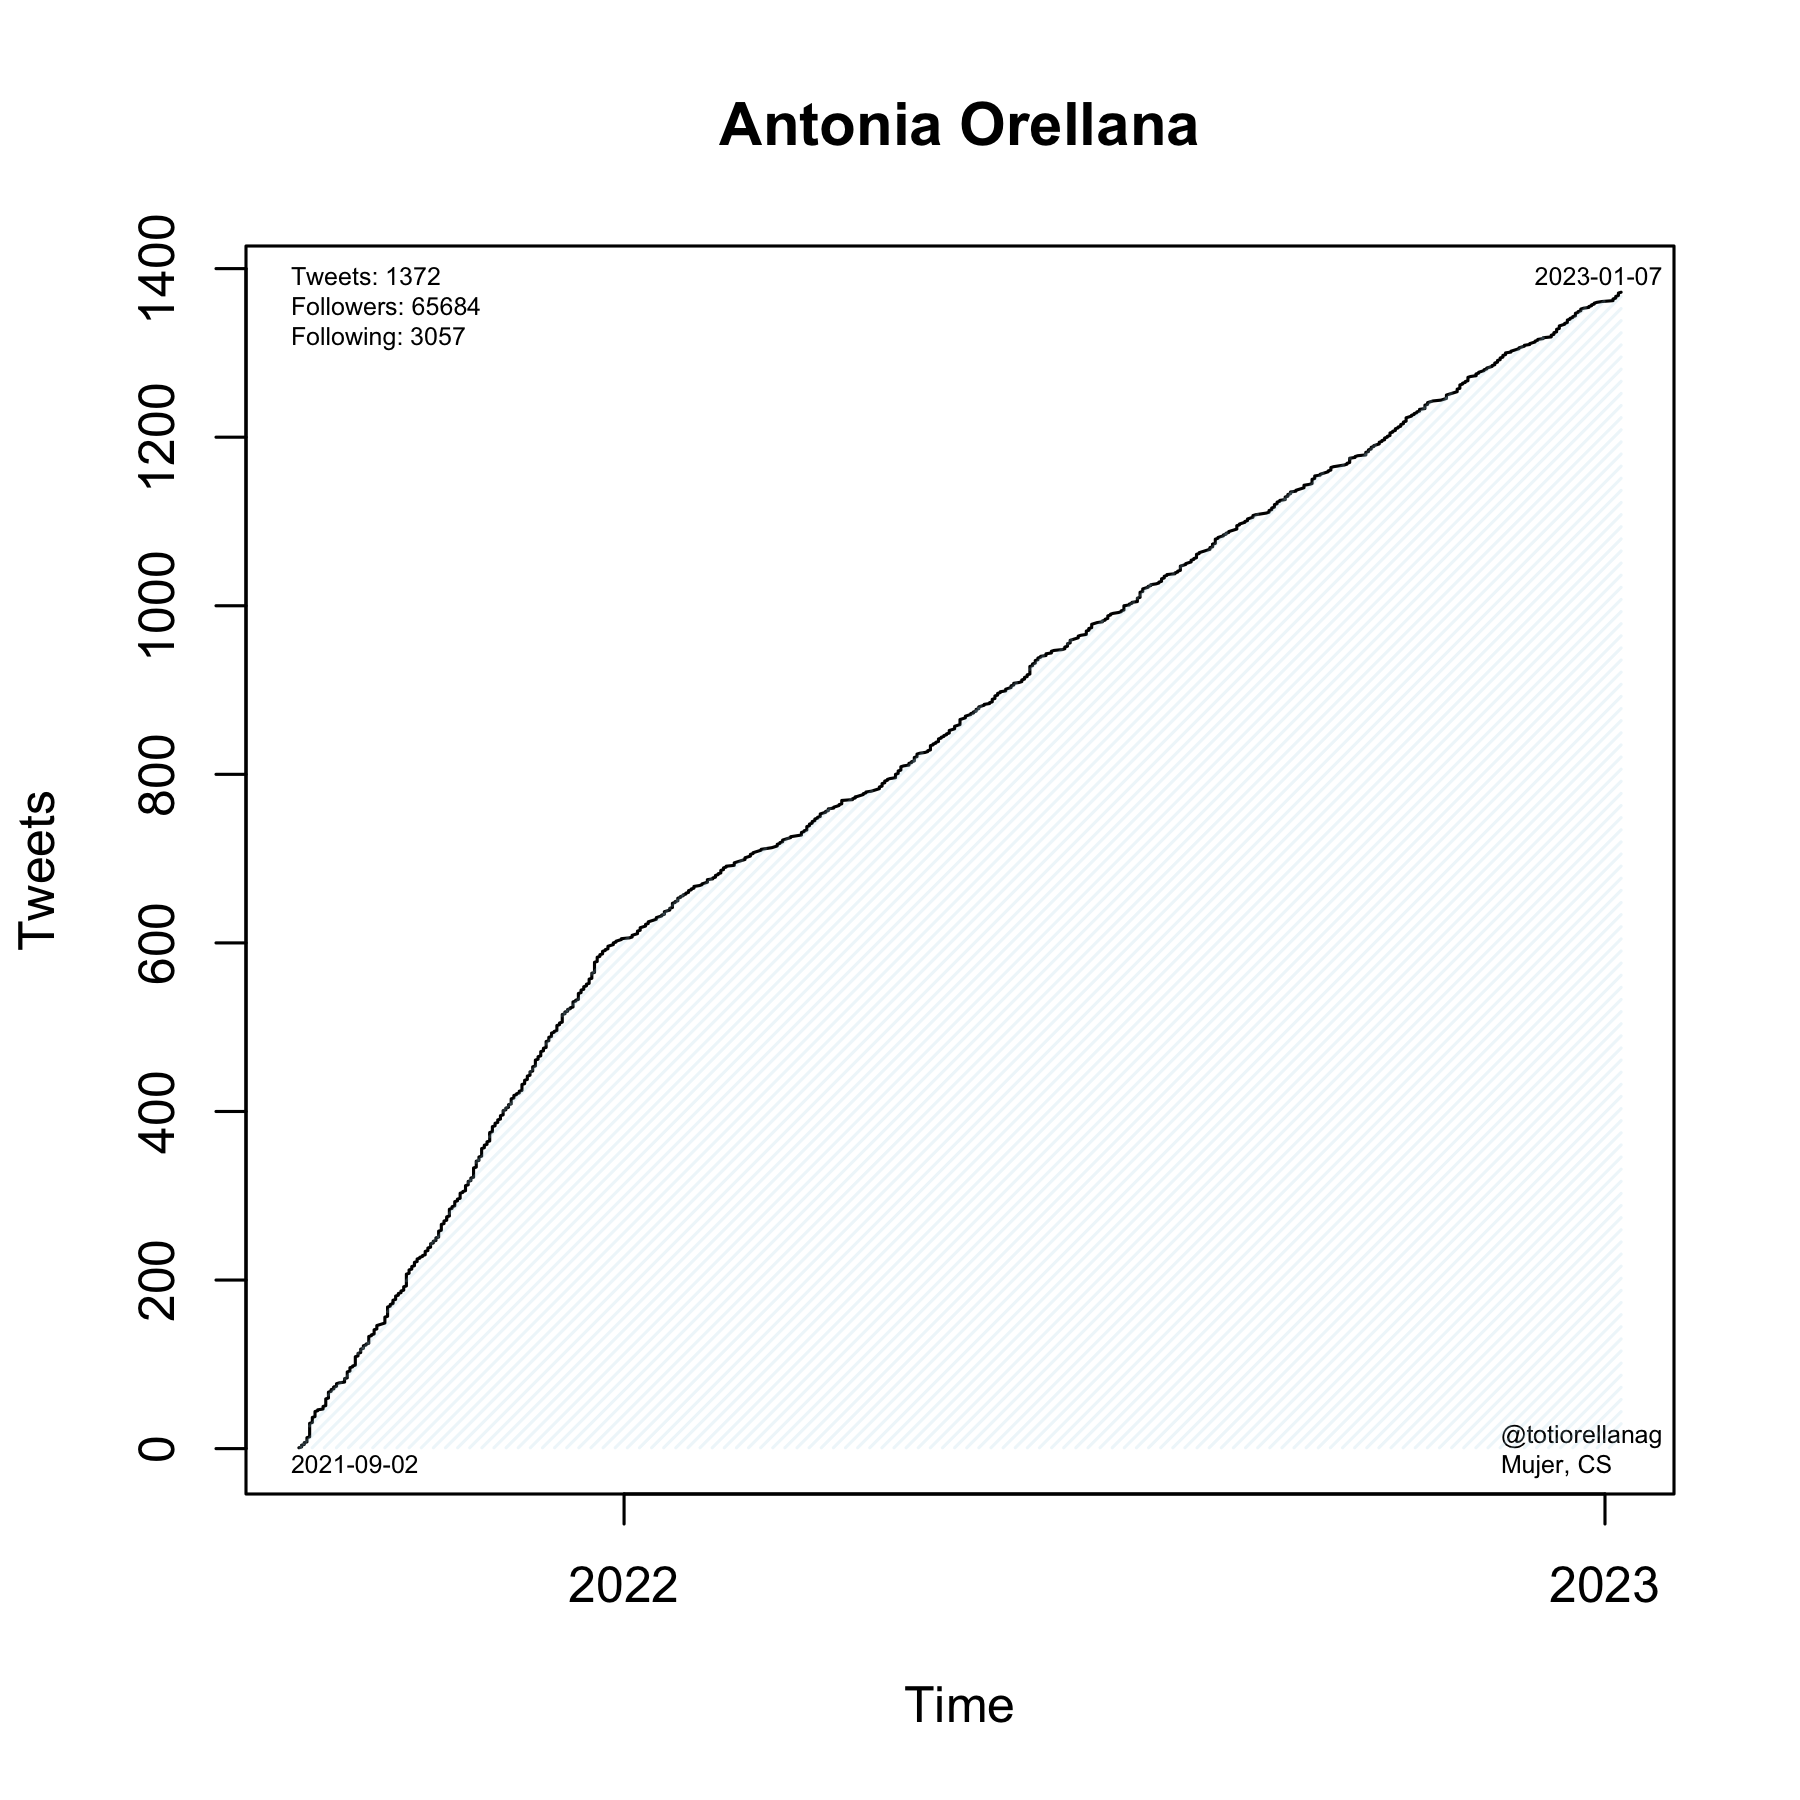 Antonia Orellana
Tweets: 1372
Followers: 65684
Following: 3057
2023-01-07
1400
1200
1000
800
600
400
200
0
Tweets
2021-09-02
@totiorellanag
Mujer, CS
2022
2023
Time